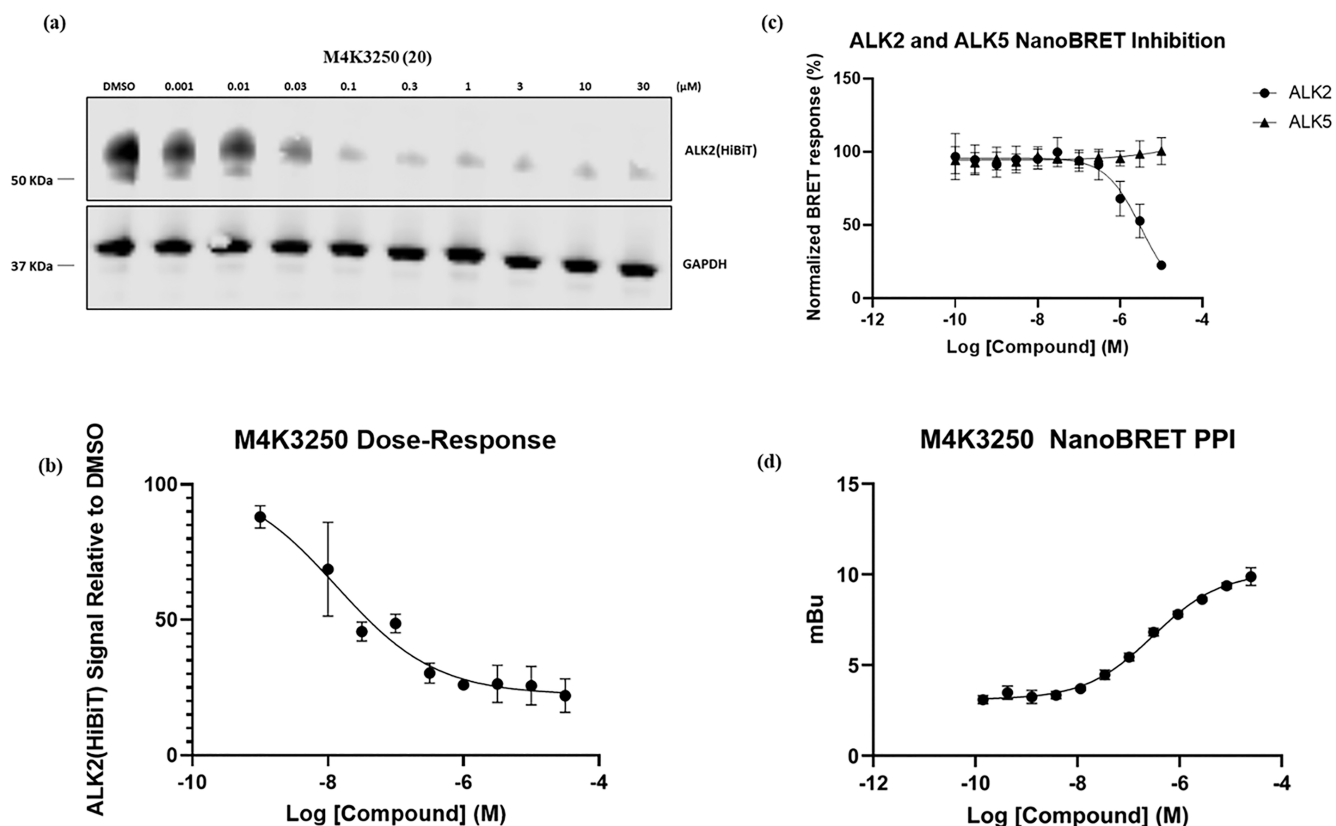 (a)
M4K3250 (20)
DMSO 0.001 0.01 0.03 0.1 0.3 1 3 10 30 (μM)
ALK2(HiBiT)
50 KDa
GAPDH
37 KDa
(c)
ALK2 and ALK5 NanoBRET Inhibition
Normalized BRET response (%)
150
100
50
0
-12 -10 -8 -6 -4
Log [Compound] (M)
ALK2
ALK5
(b)
M4K3250 Dose-Response
ALK2(HiBiT) Signal Relative to DMSO
100
50
0
-10 -8 -6 -4
Log [Compound] (M)
(d)
M4K3250 NanoBRET PPI
mBu
15
10
5
0
-12 -10 -8 -6 -4
Log [Compound] (M)